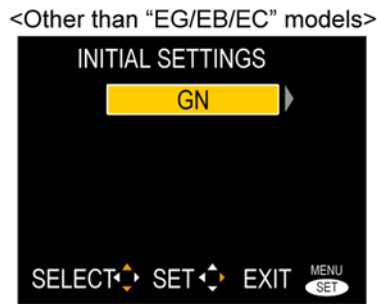 <Other than “EG/EB/EC” models>
INITIAL SETTINGS
GN
SELECT SET EXIT MENU
SET